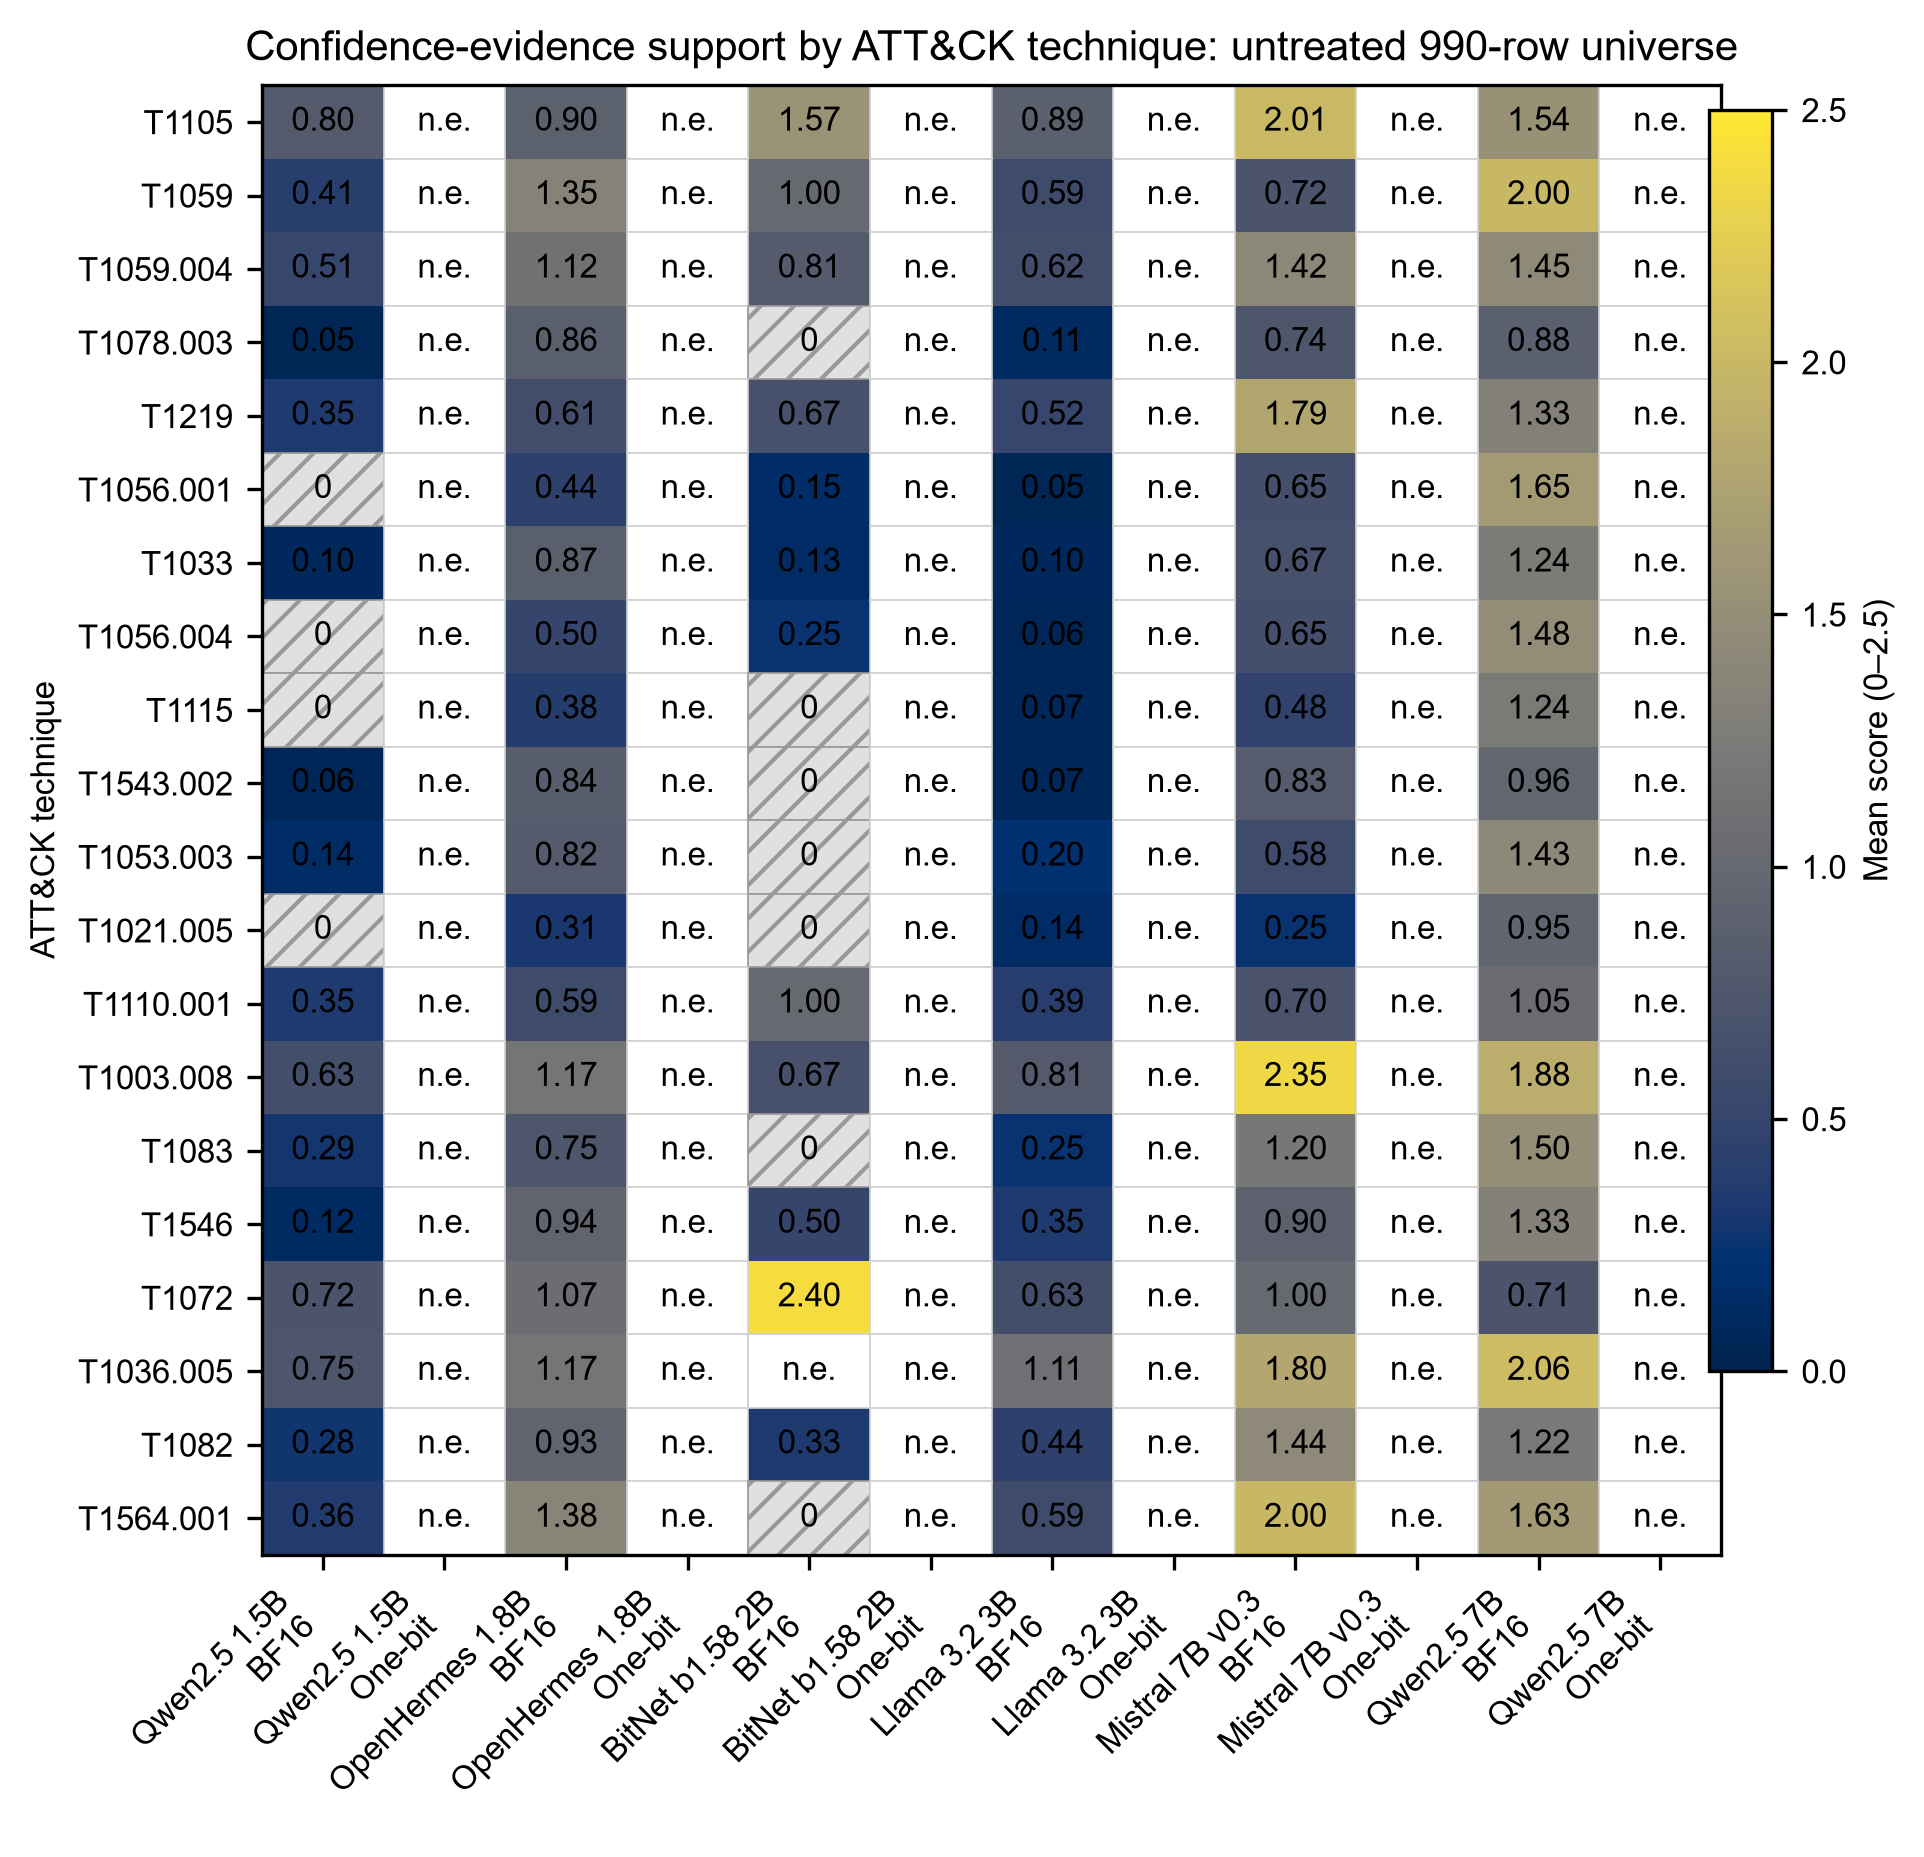 Confidence-evidence support by ATT&CK technique: untreated 990-row universe
T1105 0.80 n.e. 0.90 n.e. 1.57 n.e. 0.89 n.e. 2.01 n.e. 1.54 n.e.
T1059 0.41 n.e. 1.35 n.e. 1.00 n.e. 0.59 n.e. 0.72 n.e. 2.00 n.e.
T1059.004 0.51 n.e. 1.12 n.e. 0.81 n.e. 0.62 n.e. 1.42 n.e. 1.45 n.e.
T1078.003 0.05 n.e. 0.86 n.e. 0 n.e. 0.11 n.e. 0.74 n.e. 0.88 n.e.
T1219 0.35 n.e. 0.61 n.e. 0.67 n.e. 0.52 n.e. 1.79 n.e. 1.33 n.e.
T1056.001 0 n.e. 0.44 n.e. 0.15 n.e. 0.05 n.e. 0.65 n.e. 1.65 n.e.
T1033 0.10 n.e. 0.87 n.e. 0.13 n.e. 0.10 n.e. 0.67 n.e. 1.24 n.e.
T1056.004 0 n.e. 0.50 n.e. 0.25 n.e. 0.06 n.e. 0.65 n.e. 1.48 n.e.
T1115 0 n.e. 0.38 n.e. 0 n.e. 0.07 n.e. 0.48 n.e. 1.24 n.e.
T1543.002 0.06 n.e. 0.84 n.e. 0 n.e. 0.07 n.e. 0.83 n.e. 0.96 n.e.
T1053.003 0.14 n.e. 0.82 n.e. 0 n.e. 0.20 n.e. 0.58 n.e. 1.43 n.e.
T1021.005 0 n.e. 0.31 n.e. 0 n.e. 0.14 n.e. 0.25 n.e. 0.95 n.e.
T1110.001 0.35 n.e. 0.59 n.e. 1.00 n.e. 0.39 n.e. 0.70 n.e. 1.05 n.e.
T1003.008 0.63 n.e. 1.17 n.e. 0.67 n.e. 0.81 n.e. 2.35 n.e. 1.88 n.e.
T1083 0.29 n.e. 0.75 n.e. 0 n.e. 0.25 n.e. 1.20 n.e. 1.50 n.e.
T1546 0.12 n.e. 0.94 n.e. 0.50 n.e. 0.35 n.e. 0.90 n.e. 1.33 n.e.
T1072 0.72 n.e. 1.07 n.e. 2.40 n.e. 0.63 n.e. 1.00 n.e. 0.71 n.e.
T1036.005 0.75 n.e. 1.17 n.e. n.e. n.e. 1.11 n.e. 1.80 n.e. 2.06 n.e.
T1082 0.28 n.e. 0.93 n.e. 0.33 n.e. 0.44 n.e. 1.44 n.e. 1.22 n.e.
T1564.001 0.36 n.e. 1.38 n.e. 0 n.e. 0.59 n.e. 2.00 n.e. 1.63 n.e.
ATT&CK technique
Qwen2.5 1.5B
BF16
Qwen2.5 1.5B
One-bit
OpenHermes 1.8B
BF16
OpenHermes 1.8B
One-bit
BitNet b1.58 2B
BF16
BitNet b1.58 2B
One-bit
Llama 3.2 3B
BF16
Llama 3.2 3B
One-bit
Mistral 7B v0.3
BF16
Mistral 7B v0.3
One-bit
Qwen2.5 7B
BF16
Qwen2.5 7B
One-bit
2.5
2.0
1.5
1.0
0.5
0.0
Mean score (0–2.5)